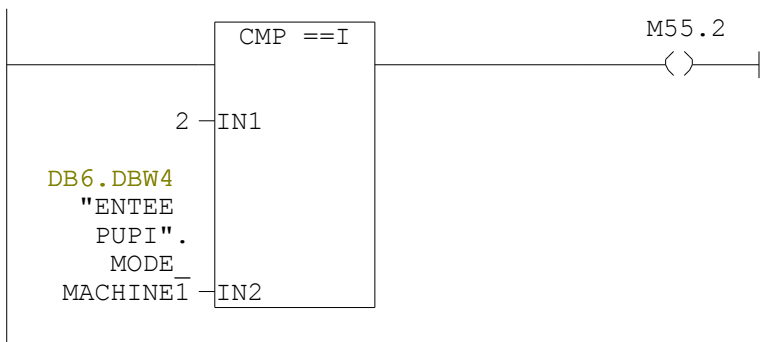 CMP ==I
M55.2
2
IN1
DB6.DBW4
"ENTEE
PUPI".
MODE_
MACHINE1
IN2